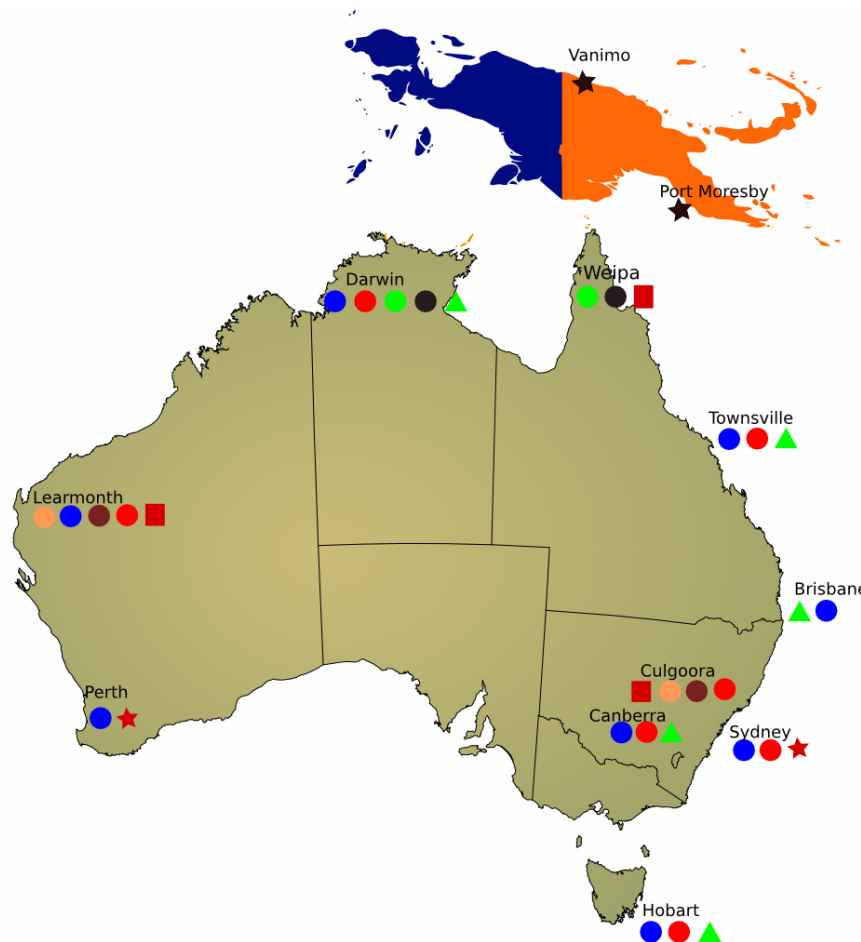 Vanimo
Port Moresby
Weipa
Darwin
Townsville
Learmonth
Brisbane
Culgoora
Perth
Canberra
Sydney
Hobart